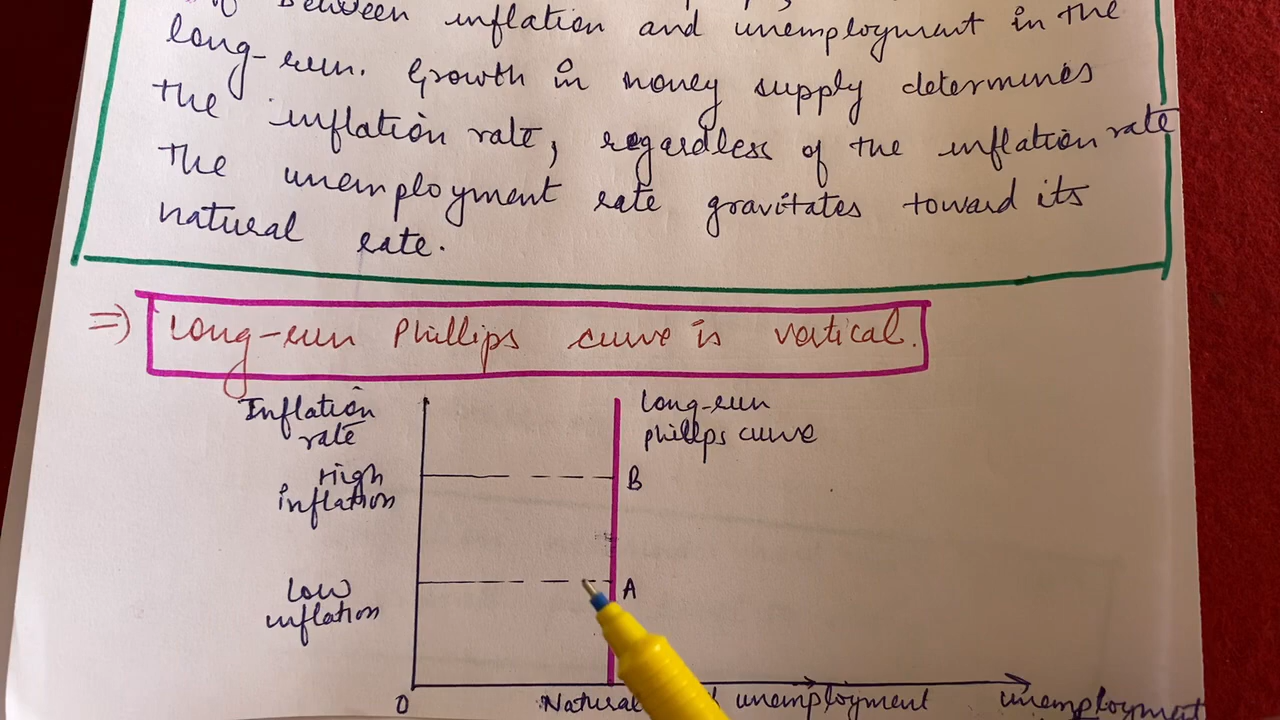 between inflation and unemployment in the
long-run. Growth in money supply determines
the inflation rate, regardless of the inflation rate
the unemployment rate gravitates toward its
natural rate.
=) Long-run Phillips curve is vertical.
Inflation rate
Long-run phillips curve
High inflation
B
Low inflation
A
0 Natural unemployment unemployment